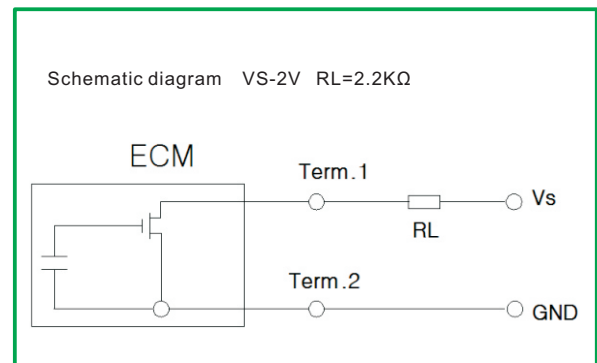 Schematic diagram VS-2V RL=2.2KΩ
ECM
Term.1
Vs
RL
Term.2
GND